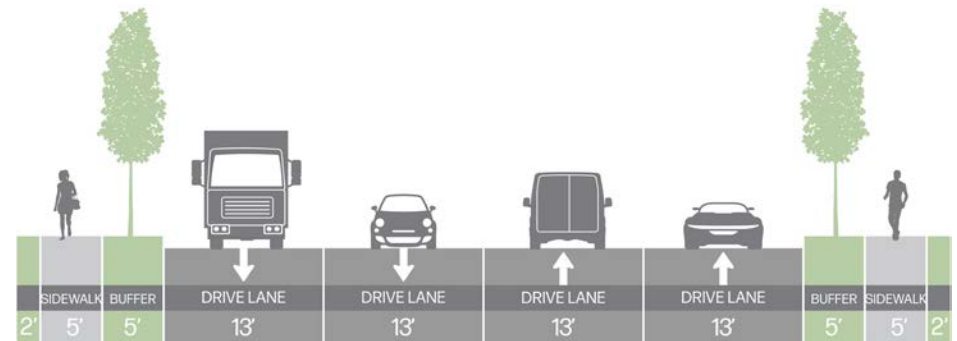 SIDEWALK BUFFER DRIVE LANE DRIVE LANE DRIVE LANE DRIVE LANE BUFFER SIDEWALK
2' 5' 5' 13' 13' 13' 13' 5' 5' 2'